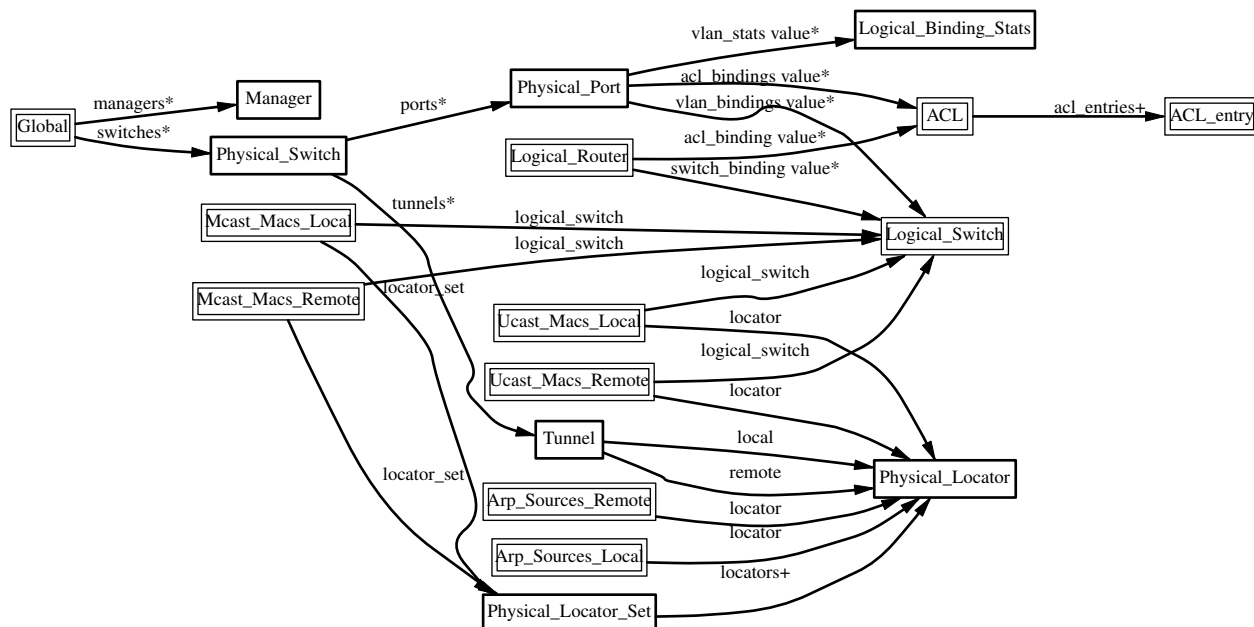 vlan_stats value*
Logical_Binding_Stats
Physical_Port
acl_bindings value*
managers*
Manager
ports*
vlan_bindings value*
Global
switches*
ACL
acl_entries+
ACL_entry
Physical_Switch
acl_binding value*
Logical_Router
switch_binding value*
tunnels*
Mcast_Macs_Local
logical_switch
Logical_Switch
logical_switch
logical_switch
locator_set
Mcast_Macs_Remote
Ucast_Macs_Local
locator
logical_switch
Ucast_Macs_Remote
locator
Tunnel
local
locator_set
remote
Physical_Locator
Arp_Sources_Remote
locator
locator
Arp_Sources_Local
locators+
Physical_Locator_Set